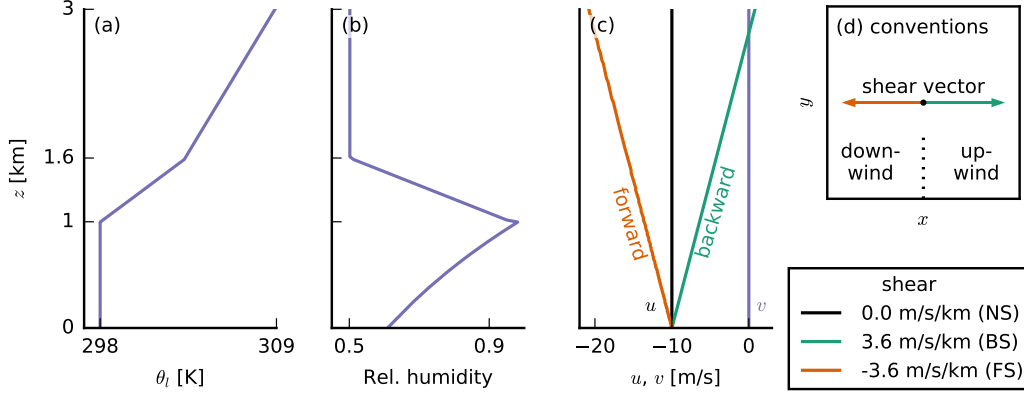 (a)
3
1.6
1
0
z [km]
298
309
θl [K]
(b)
0.5
0.9
Rel. humidity
(c)
forward
backward
u
v
−20
−10
0
u, v [m/s]
(d) conventions
shear vector
down-
wind
up-
wind
y
x
shear
0.0 m/s/km (NS)
3.6 m/s/km (BS)
-3.6 m/s/km (FS)